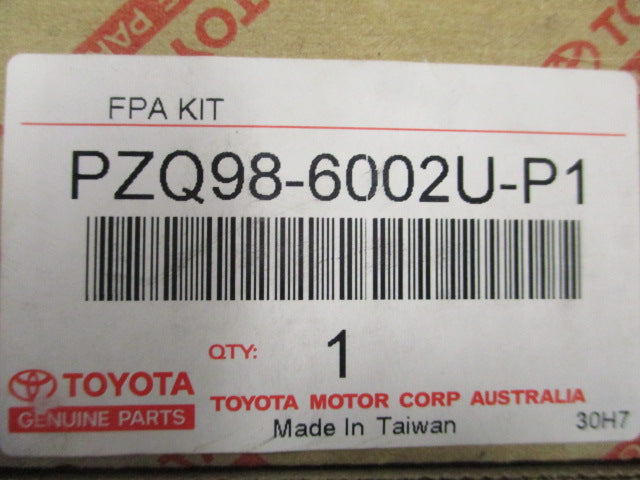 FPA KIT
PZQ98-6002U-P1
QTY: 1
TOYOTA
GENUINE PARTS
TOYOTA MOTOR CORP AUSTRALIA
Made In Taiwan
30H7